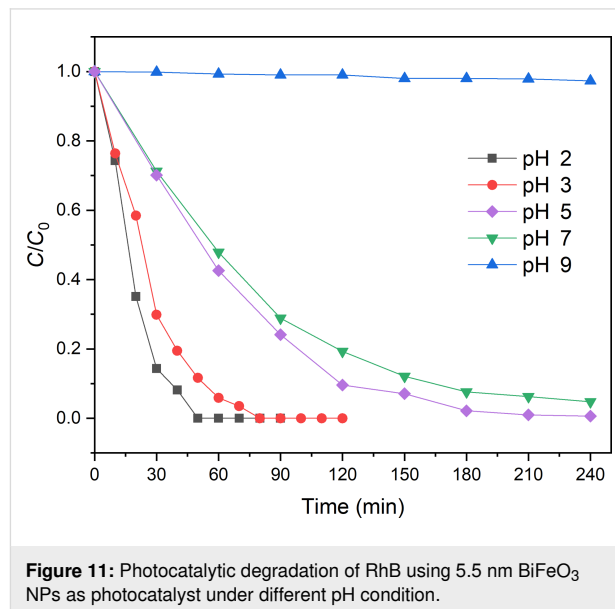 1.0
0.8
0.6
0.4
0.2
0.0
C/C₀
pH 2
pH 3
pH 5
pH 7
pH 9
0 30 60 90 120 150 180 210 240
Time (min)
Figure 11: Photocatalytic degradation of RhB using 5.5 nm BiFeO₃
NPs as photocatalyst under different pH condition.